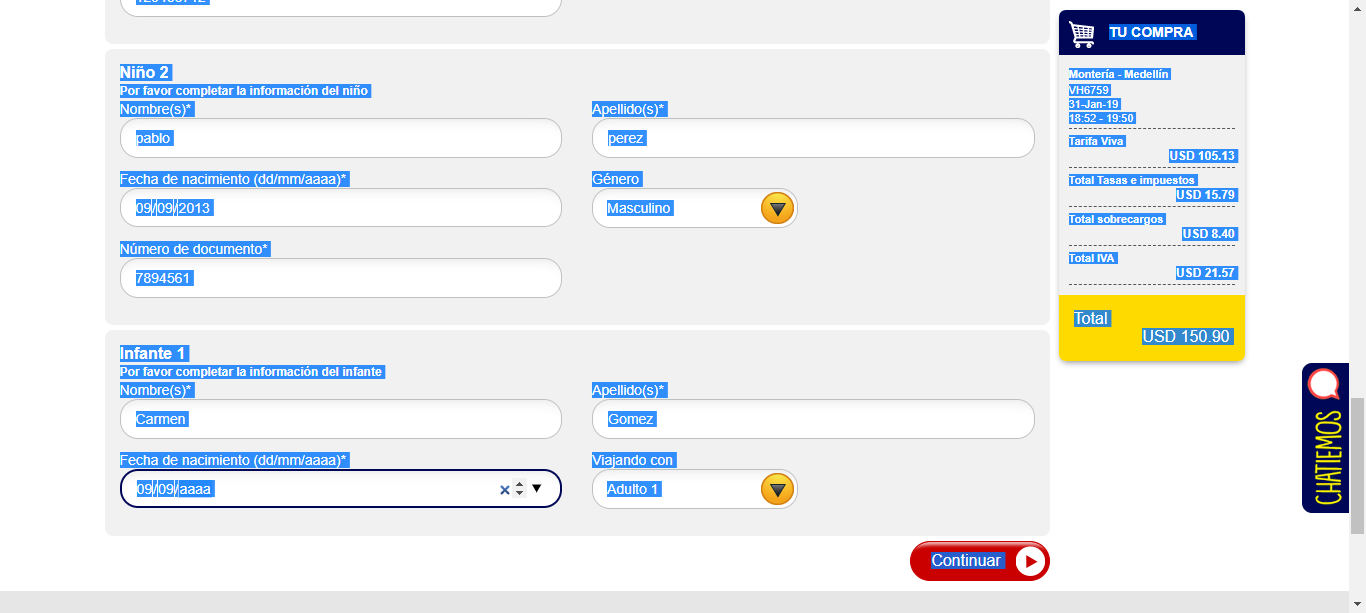 Niño 2
Por favor completar la información del niño
Nombre(s)* Apellido(s)*
pablo perez
Fecha de nacimiento (dd/mm/aaaa)* Género
09/09/2013 Masculino
Número de documento*
7894561
Infante 1
Por favor completar la información del infante
Nombre(s)* Apellido(s)*
Carmen Gomez
Fecha de nacimiento (dd/mm/aaaa)* Viajando con
09/09/aaaa Adulto 1
Continuar
TU COMPRA
Montería - Medellín
VH6759
31-Jan-19
18:52 - 19:50
Tarifa Viva
USD 105.13
Total Tasas e impuestos
USD 15.79
Total sobrecargos
USD 8.40
Total IVA
USD 21.57
Total
USD 150.90
CHATIEMOS